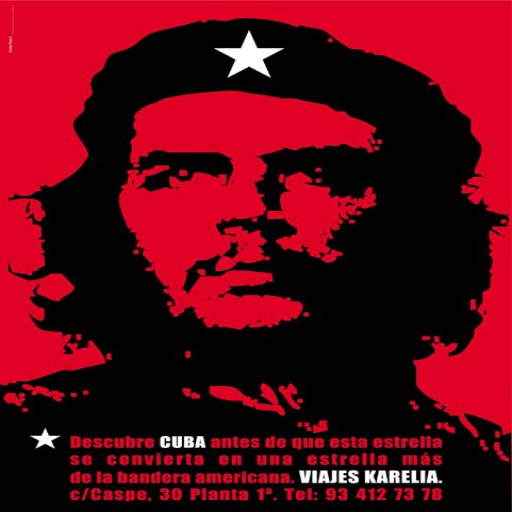 Descubre CUBA antes de que esta estrella
se convierta en una estrella más
de la bandera americana. VIAJES KARELIA.
c/Caspe, 30 Planta 1ª. Tel: 93 412 73 78